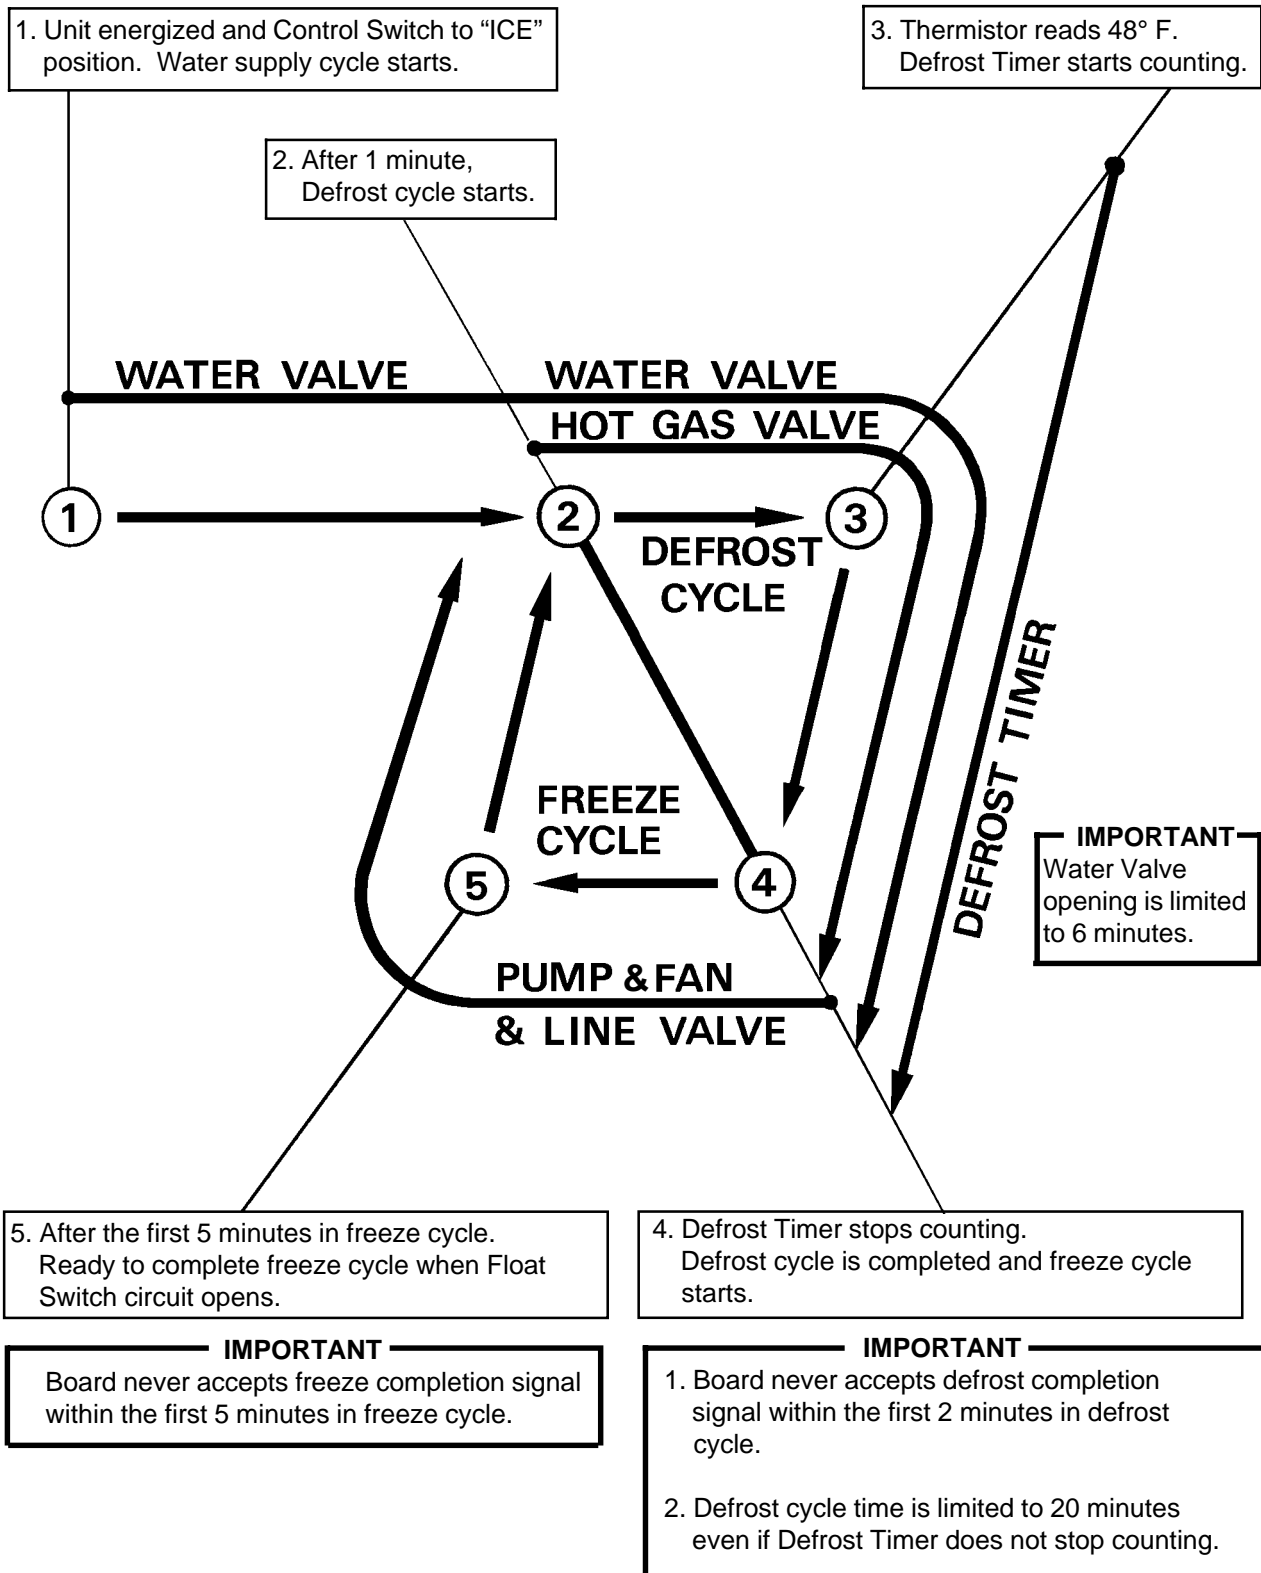 1. Unit energized and Control Switch to “ICE”
position.  Water supply cycle starts.
3. Thermistor reads 48° F.
Defrost Timer starts counting.
2. After 1 minute,
Defrost cycle starts.
WATER VALVE
WATER VALVE
HOT GAS VALVE
1
2
3
DEFROST
CYCLE
DEFROST TIMER
FREEZE
CYCLE
5
4
IMPORTANT
Water Valve
opening is limited
to 6 minutes.
PUMP & FAN
& LINE VALVE
5. After the first 5 minutes in freeze cycle.
Ready to complete freeze cycle when Float
Switch circuit opens.
4. Defrost Timer stops counting.
Defrost cycle is completed and freeze cycle
starts.
IMPORTANT
Board never accepts freeze completion signal
within the first 5 minutes in freeze cycle.
IMPORTANT
1. Board never accepts defrost completion
signal within the first 2 minutes in defrost
cycle.
2. Defrost cycle time is limited to 20 minutes
even if Defrost Timer does not stop counting.